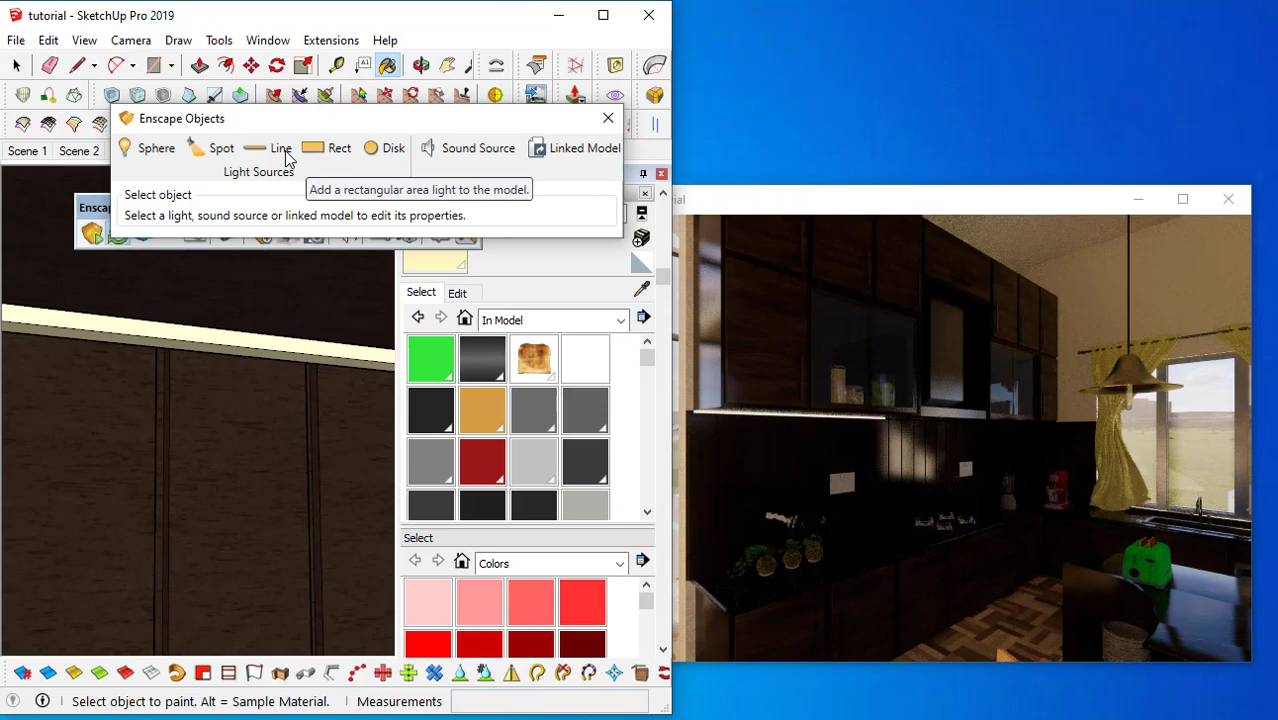 tutorial - SketchUp Pro 2019
File Edit View Camera Draw Tools Window Extensions Help
Enscape Objects
Scene 1 Scene 2
Sphere Spot Line Rect Disk Sound Source Linked Model
Light Sources
Add a rectangular area light to the model.
Select object
Select a light, sound source or linked model to edit its properties.
Select Edit
In Model
Select
Colors
Select object to paint. Alt = Sample Material. Measurements